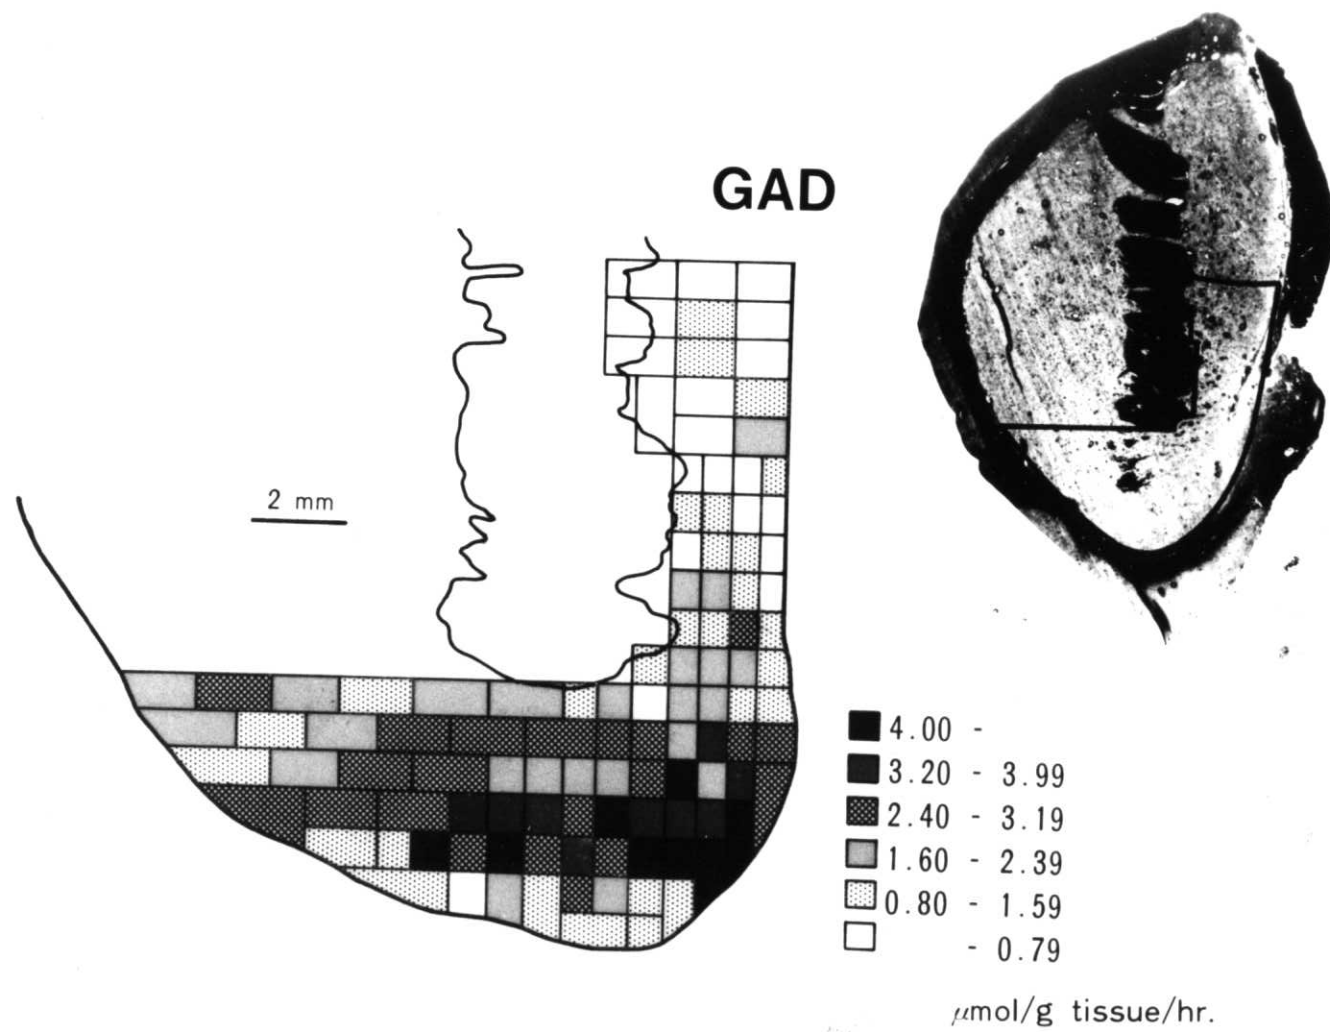 GAD
2 mm
4.00 -
3.20 - 3.99
2.40 - 3.19
1.60 - 2.39
0.80 - 1.59
- 0.79
μmol/g tissue/hr.